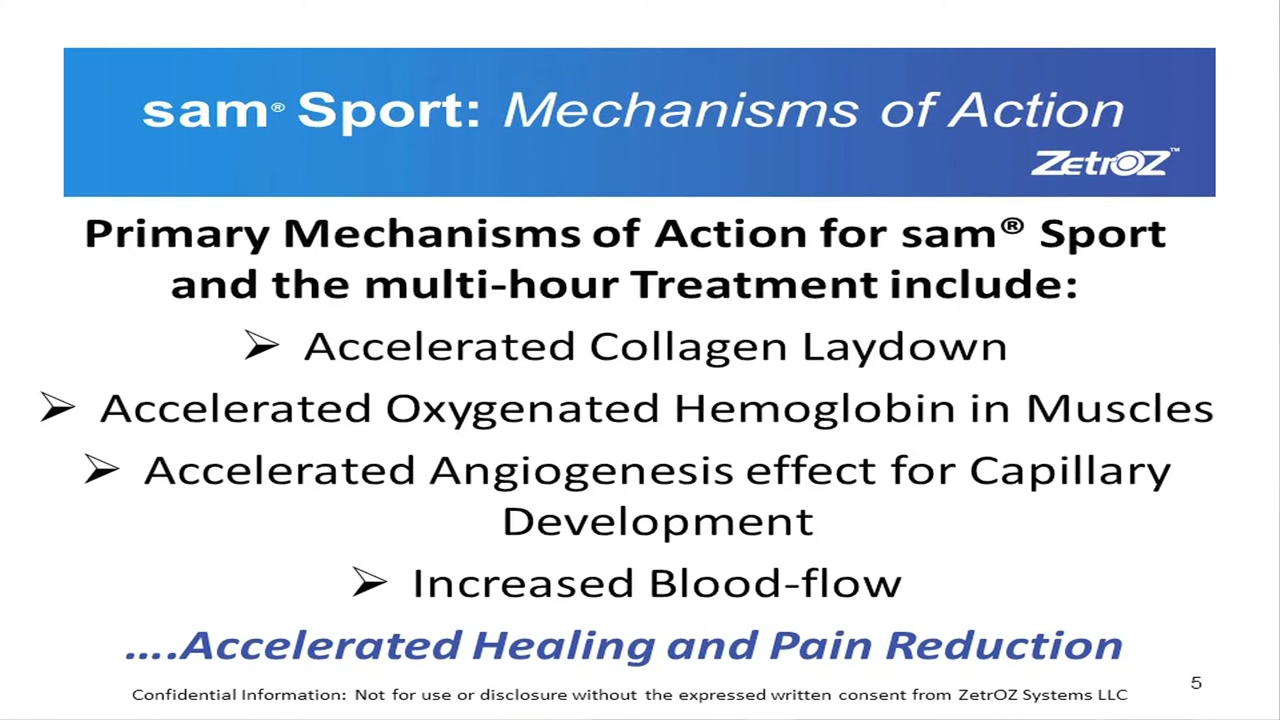 sam® Sport: Mechanisms of Action
ZetrOZ™
Primary Mechanisms of Action for sam® Sport
and the multi-hour Treatment include:
➢ Accelerated Collagen Laydown
➢ Accelerated Oxygenated Hemoglobin in Muscles
➢ Accelerated Angiogenesis effect for Capillary
Development
➢ Increased Blood-flow
....Accelerated Healing and Pain Reduction
Confidential Information: Not for use or disclosure without the expressed written consent from ZetrOZ Systems LLC
5